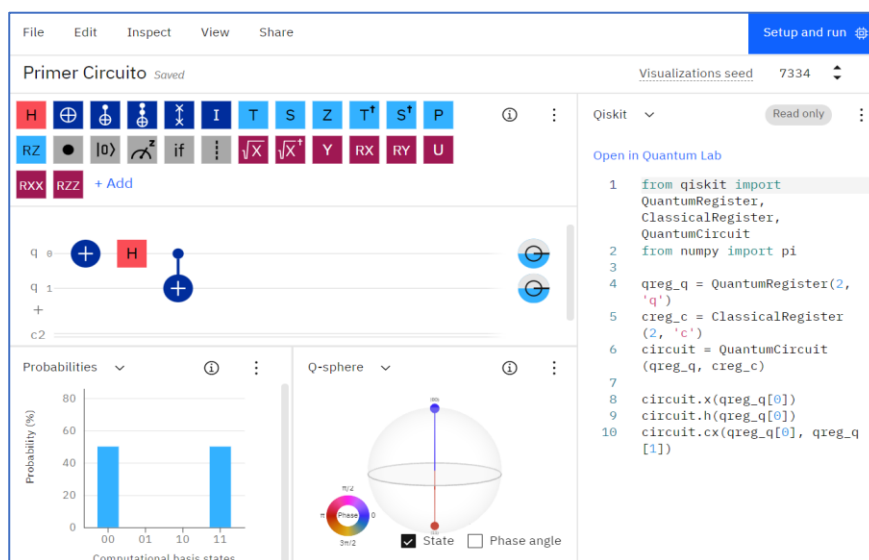 File Edit Inspect View Share Setup and run
Primer Circuito Saved Visualizations seed 7334
H I T S Z T† S† P
RZ |0⟩ z if √X √X† Y RX RY U
RXX RZZ + Add
q 0 H
q 1
+
c2
Probabilities
Probability (%)
80
60
40
20
0
00 01 10 11
Computational basis states
Q-sphere
π/2
π Phase 0
3π/2
State Phase angle
Qiskit Read only
Open in Quantum Lab
1 from qiskit import
QuantumRegister,
ClassicalRegister,
QuantumCircuit
2 from numpy import pi
3
4 qreg_q = QuantumRegister(2,
'q')
5 creg_c = ClassicalRegister
(2, 'c')
6 circuit = QuantumCircuit
(qreg_q, creg_c)
7
8 circuit.x(qreg_q[0])
9 circuit.h(qreg_q[0])
10 circuit.cx(qreg_q[0], qreg_q
[1])